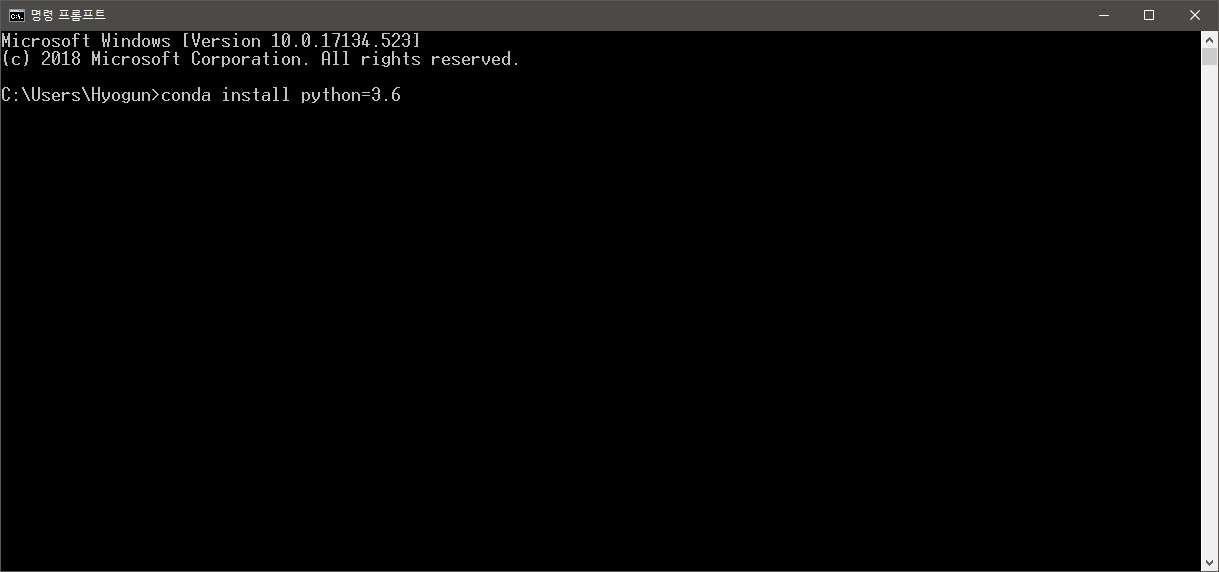 명령 프롬프트
Microsoft Windows [Version 10.0.17134.523]
(c) 2018 Microsoft Corporation. All rights reserved.
C:\Users\Hyogun>conda install python=3.6